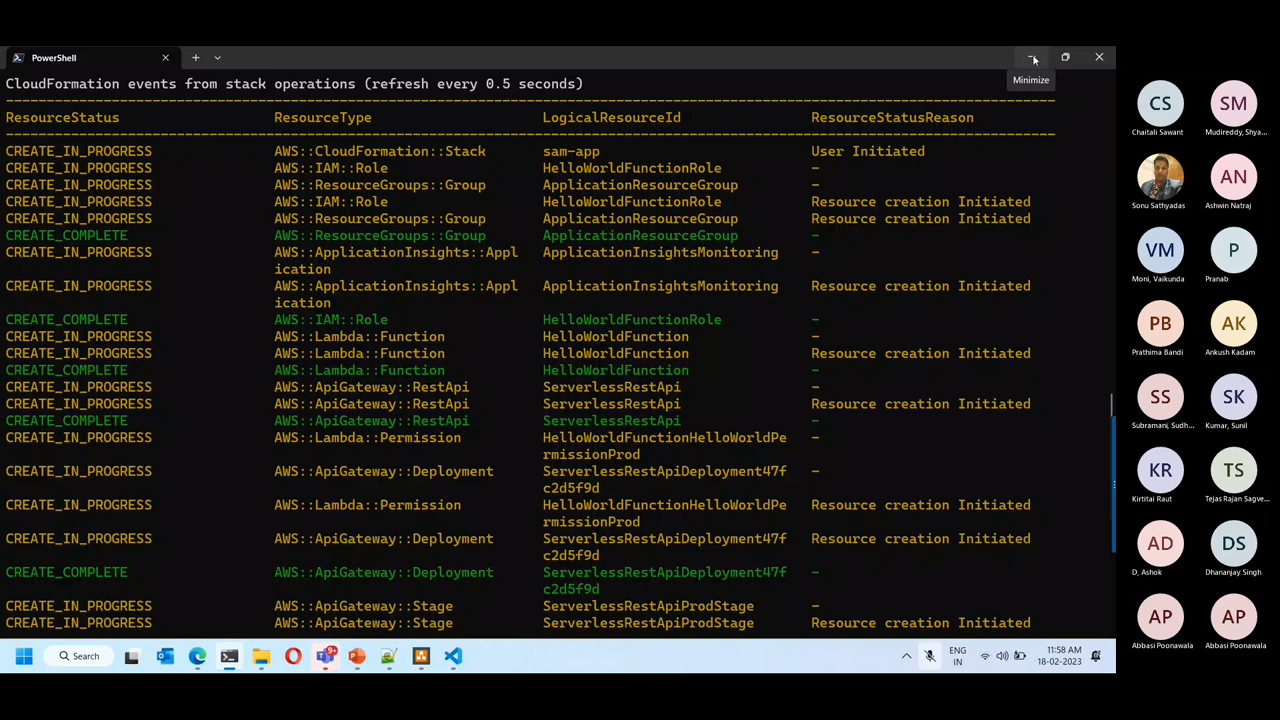 PowerShell
Minimize
CloudFormation events from stack operations (refresh every 0.5 seconds)
ResourceStatus ResourceType LogicalResourceId ResourceStatusReason
CREATE_IN_PROGRESS AWS::CloudFormation::Stack sam-app User Initiated
CREATE_IN_PROGRESS AWS::IAM::Role HelloWorldFunctionRole -
CREATE_IN_PROGRESS AWS::ResourceGroups::Group ApplicationResourceGroup -
CREATE_IN_PROGRESS AWS::IAM::Role HelloWorldFunctionRole Resource creation Initiated
CREATE_IN_PROGRESS AWS::ResourceGroups::Group ApplicationResourceGroup Resource creation Initiated
CREATE_COMPLETE AWS::ResourceGroups::Group ApplicationResourceGroup -
CREATE_IN_PROGRESS AWS::ApplicationInsights::Appl ApplicationInsightsMonitoring -
ication
CREATE_IN_PROGRESS AWS::ApplicationInsights::Appl ApplicationInsightsMonitoring Resource creation Initiated
ication
CREATE_COMPLETE AWS::IAM::Role HelloWorldFunctionRole -
CREATE_IN_PROGRESS AWS::Lambda::Function HelloWorldFunction -
CREATE_IN_PROGRESS AWS::Lambda::Function HelloWorldFunction Resource creation Initiated
CREATE_COMPLETE AWS::Lambda::Function HelloWorldFunction -
CREATE_IN_PROGRESS AWS::ApiGateway::RestApi ServerlessRestApi -
CREATE_IN_PROGRESS AWS::ApiGateway::RestApi ServerlessRestApi Resource creation Initiated
CREATE_COMPLETE AWS::ApiGateway::RestApi ServerlessRestApi -
CREATE_IN_PROGRESS AWS::Lambda::Permission HelloWorldFunctionHelloWorldPe -
rmissionProd
CREATE_IN_PROGRESS AWS::ApiGateway::Deployment ServerlessRestApiDeployment47f -
c2d5f9d
CREATE_IN_PROGRESS AWS::Lambda::Permission HelloWorldFunctionHelloWorldPe Resource creation Initiated
rmissionProd
CREATE_IN_PROGRESS AWS::ApiGateway::Deployment ServerlessRestApiDeployment47f Resource creation Initiated
c2d5f9d
CREATE_COMPLETE AWS::ApiGateway::Deployment ServerlessRestApiDeployment47f -
c2d5f9d
CREATE_IN_PROGRESS AWS::ApiGateway::Stage ServerlessRestApiProdStage -
CREATE_IN_PROGRESS AWS::ApiGateway::Stage ServerlessRestApiProdStage Resource creation Initiated
Search
9+
ENG
IN
11:58 AM
18-02-2023
CS SM
Chaitali Sawant Mudireddy, Shya...
AN
Sonu Sathyadas Ashwin Natraj
VM P
Moni, Vaikunda Pranab
PB AK
Prathima Bandi Ankush Kadam
SS SK
Subramani, Sudh... Kumar, Sunil
KR TS
Kirtitai Raut Tejas Rajan Sagve...
AD DS
D, Ashok Dhananjay Singh
AP AP
Abbasi Poonawala Abbasi Poonawala